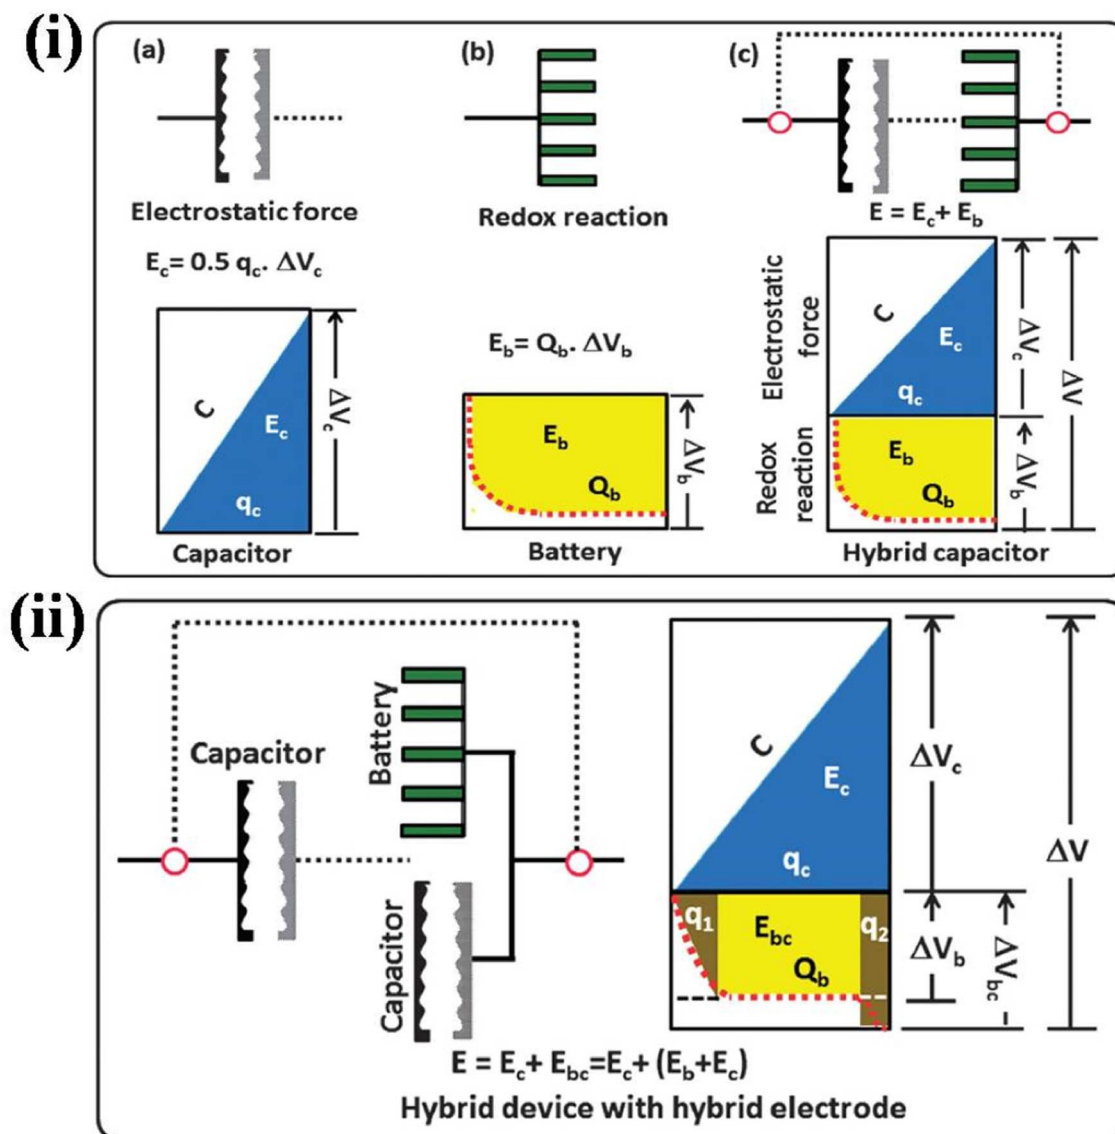 (i)
(a)
Electrostatic force
E_c= 0.5 q_c. ΔV_c
C
E_c
q_c
ΔV_c
Capacitor
(b)
Redox reaction
E_b= Q_b. ΔV_b
E_b
Q_b
ΔV_b
Battery
(c)
E = E_c+ E_b
Electrostatic
force
C
E_c
q_c
ΔV_c
ΔV
Redox
reaction
E_b
Q_b
ΔV_b
Hybrid capacitor
(ii)
Capacitor
Battery
Capacitor
C
E_c
q_c
ΔV_c
ΔV
q_1
E_bc
Q_b
q_2
ΔV_b
ΔV_bc
E = E_c+ E_bc=E_c+ (E_b+E_c)
Hybrid device with hybrid electrode